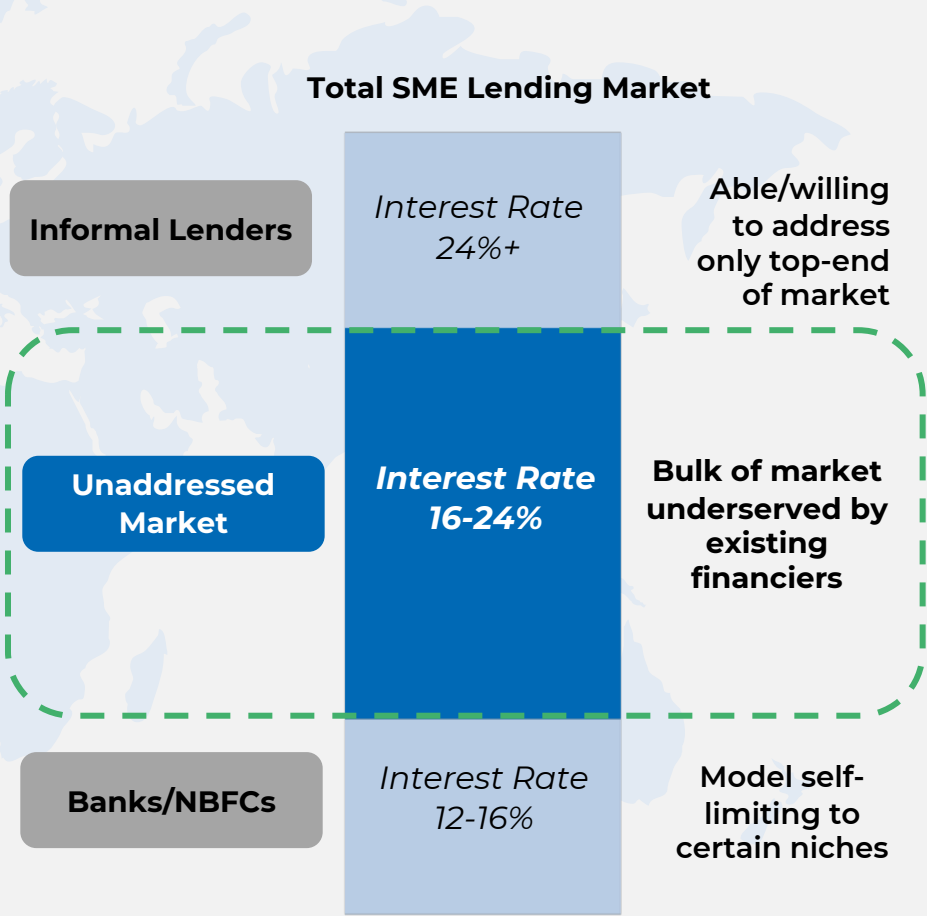 Total SME Lending Market
Informal Lenders
Interest Rate
24%+
Able/willing
to address
only top-end
of market
Unaddressed
Market
Interest Rate
16-24%
Bulk of market
underserved by
existing
financiers
Banks/NBFCs
Interest Rate
12-16%
Model self-
limiting to
certain niches